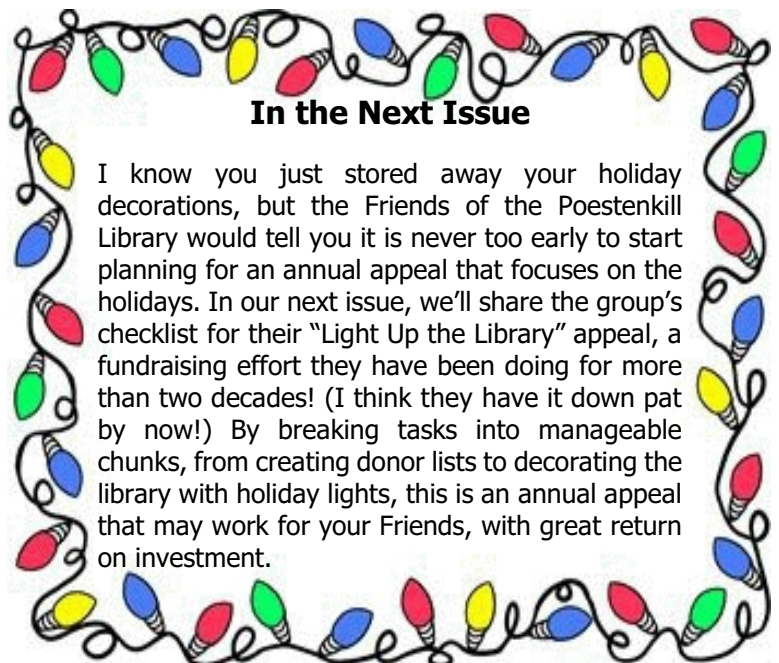 In the Next Issue
I know you just stored away your holiday
decorations, but the Friends of the Poestenkill
Library would tell you it is never too early to start
planning for an annual appeal that focuses on the
holidays. In our next issue, we’ll share the group’s
checklist for their “Light Up the Library” appeal, a
fundraising effort they have been doing for more
than two decades! (I think they have it down pat
by now!) By breaking tasks into manageable
chunks, from creating donor lists to decorating the
library with holiday lights, this is an annual appeal
that may work for your Friends, with great return
on investment.